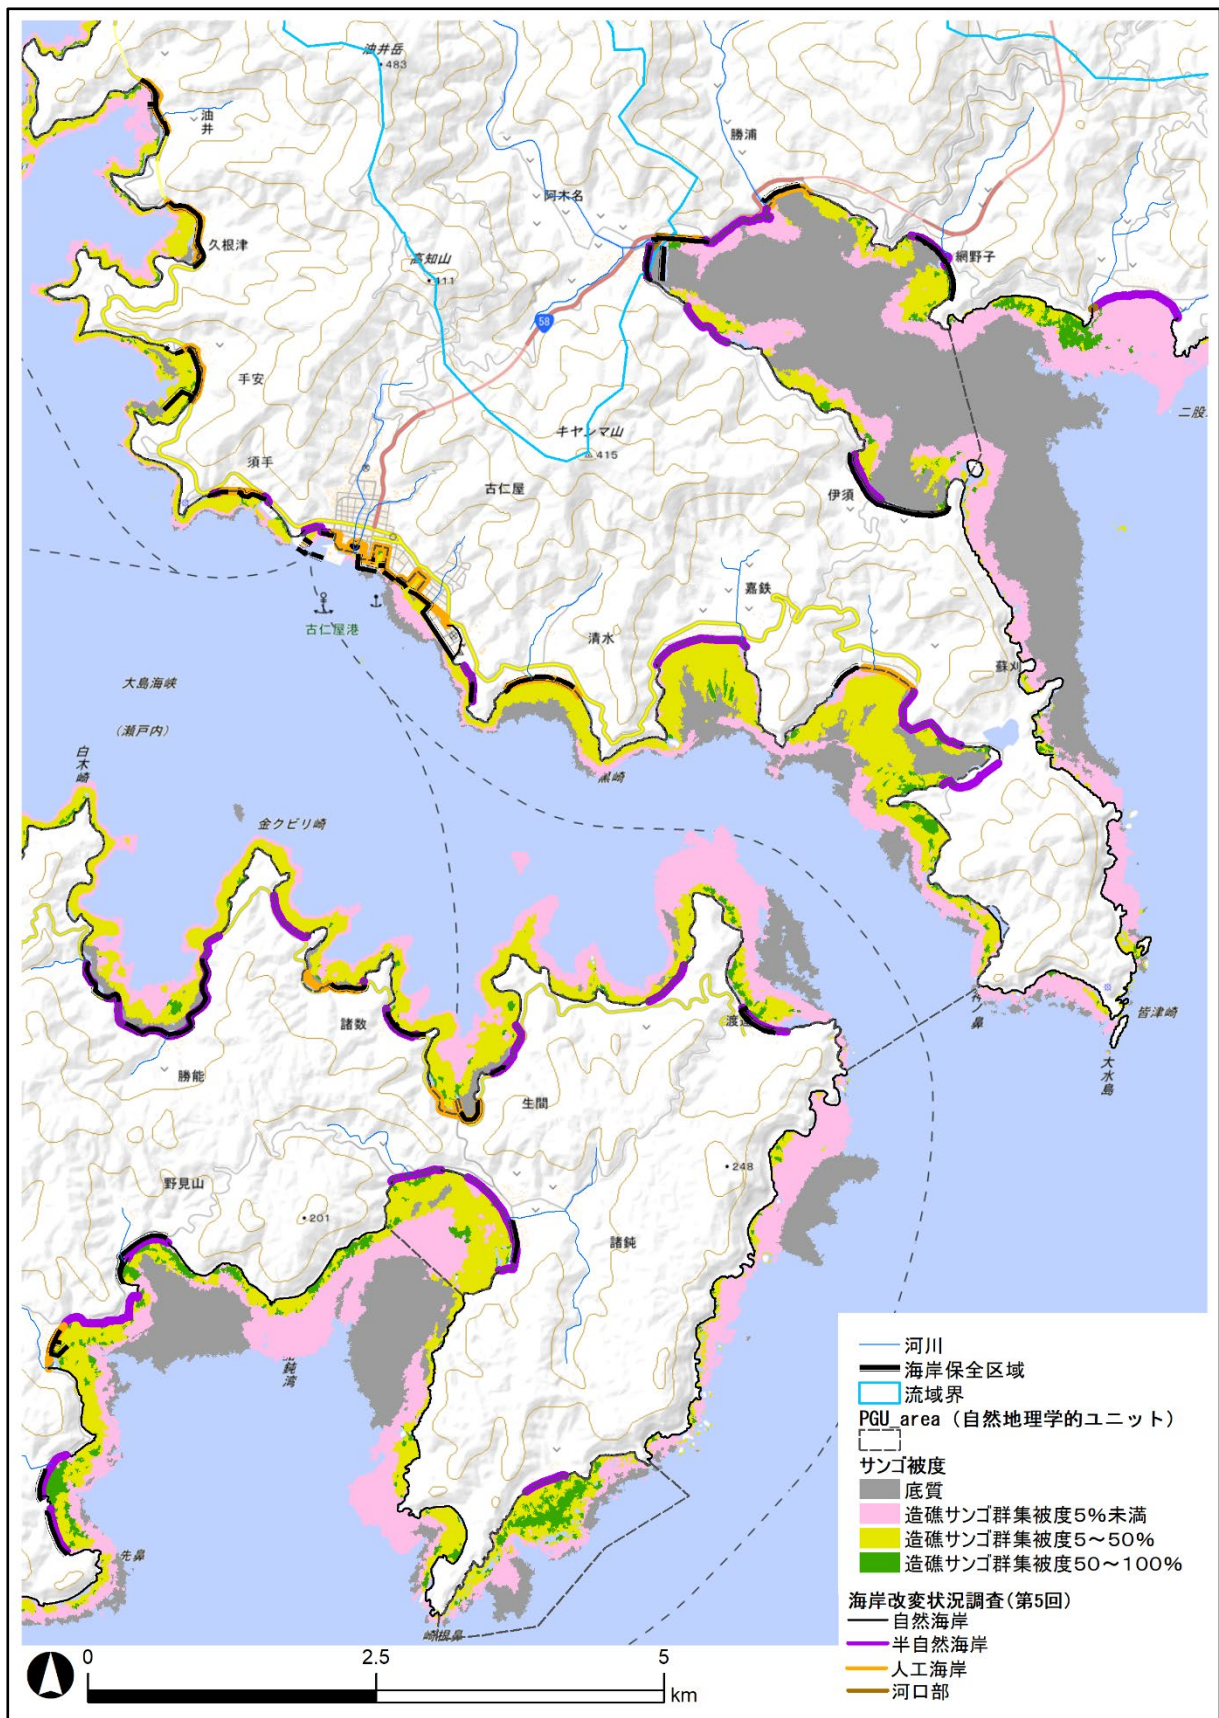 油井岳
483
油井
勝浦
阿木名
久根津
高知山
411
網野子
58
手安
二股
キヤンマ山
415
須手
古仁屋
伊須
嘉鉄
古仁屋港
清水
蘇刈
大島海峡
(瀬戸内)
白木崎
黒崎
金クビリ崎
皆津崎
大水島
諸数
渡連
勝能
生間
248
野見山
201
諸鈍
鈍湾
先鼻
崎根鼻
河川
海岸保全区域
流域界
PGU_area (自然地理学的ユニット)
サンゴ被度
底質
造礁サンゴ群集被度5%未満
造礁サンゴ群集被度5~50%
造礁サンゴ群集被度50~100%
海岸改変状況調査(第5回)
自然海岸
半自然海岸
人工海岸
河口部
0 2.5 5
km